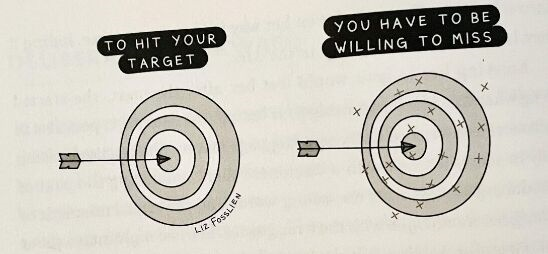 TO HIT YOUR
TARGET
YOU HAVE TO BE
WILLING TO MISS
LIZ FOSSLIEN